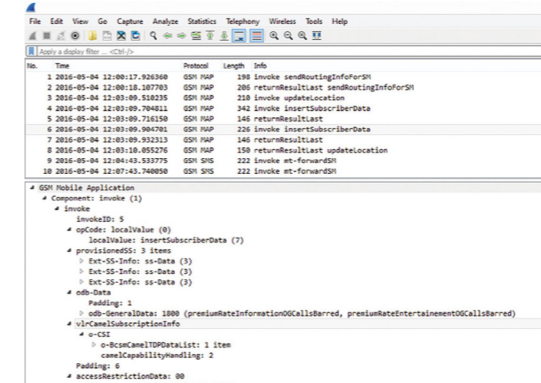 File Edit View Go Capture Analyze Statistics Telephony Wireless Tools Help
Apply a display filter ... <Ctrl-/>
No. Time Protocol Length Info
1 2016-05-04 12:00:17.926360 GSM MAP 198 invoke sendRoutingInfoForSM
2 2016-05-04 12:00:18.107703 GSM MAP 206 returnResultLast sendRoutingInfoForSM
3 2016-05-04 12:03:09.510235 GSM MAP 210 invoke updateLocation
4 2016-05-04 12:03:09.704811 GSM MAP 342 invoke insertSubscriberData
5 2016-05-04 12:03:09.716150 GSM MAP 146 returnResultLast
6 2016-05-04 12:03:09.904701 GSM MAP 226 invoke insertSubscriberData
7 2016-05-04 12:03:09.932313 GSM MAP 146 returnResultLast
8 2016-05-04 12:03:10.055276 GSM MAP 150 returnResultLast updateLocation
9 2016-05-04 12:04:43.533775 GSM SMS 222 invoke mt-forwardSM
10 2016-05-04 12:07:43.740050 GSM SMS 222 invoke mt-forwardSM
GSM Mobile Application
Component: invoke (1)
invoke
invokeID: 5
opCode: localValue (0)
localValue: insertSubscriberData (7)
provisionedSS: 3 items
Ext-SS-Info: ss-Data (3)
Ext-SS-Info: ss-Data (3)
Ext-SS-Info: ss-Data (3)
odb-Data
Padding: 1
odb-GeneralData: 1800 (premiumRateInformationOGCallsBarred, premiumRateEntertainementOGCallsBarred)
vlrCamelSubscriptionInfo
o-CSI
o-BcsmCamelTDPDataList: 1 item
camelCapabilityHandling: 2
Padding: 6
accessRestrictionData: 00